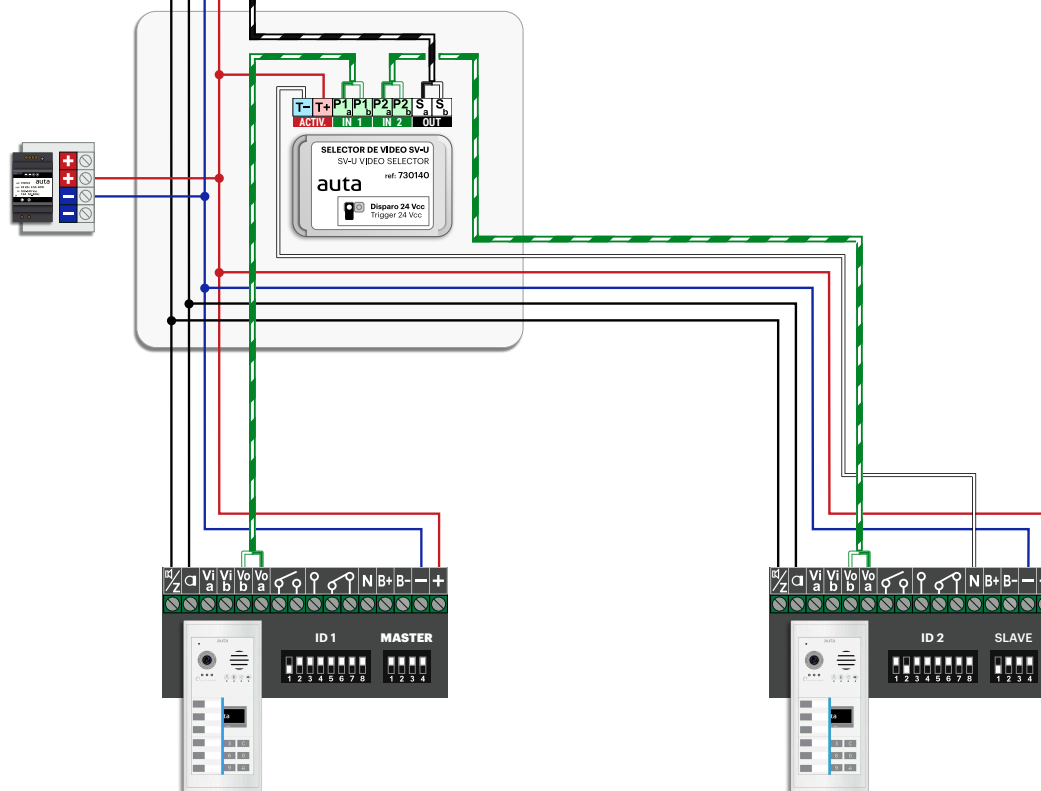 T- T+ P1 a P1 b P2 a P2 b S a S b
ACTIV. IN 1 IN 2 OUT
SELECTOR DE VÍDEO SV-U
SV-U VIDEO SELECTOR
ref: 730140
auta
Disparo 24 Vcc
Trigger 24 Vcc
auta
+
+
-
-
/Z Vi a Vi b Vo b Vo a N B+ B- - +
ID 1 MASTER
1 2 3 4 5 6 7 8 1 2 3 4
auta
/Z Vi a Vi b Vo b Vo a N B+ B- -
ID 2 SLAVE
1 2 3 4 5 6 7 8 1 2 3 4
auta